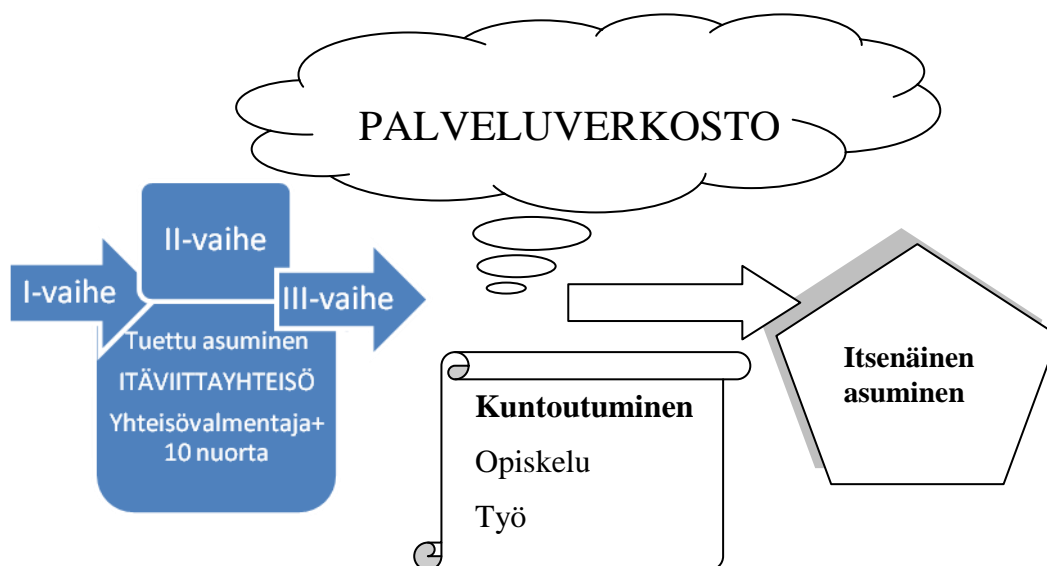 PALVELUVERKOSTO
I-vaihe
II-vaihe
III-vaihe
Tuettu asuminen
ITÄVIITTAYHTEISÖ
Yhteisövalmentaja+
10 nuorta
Kuntoutuminen
Opiskelu
Työ
Itsenäinen
asuminen